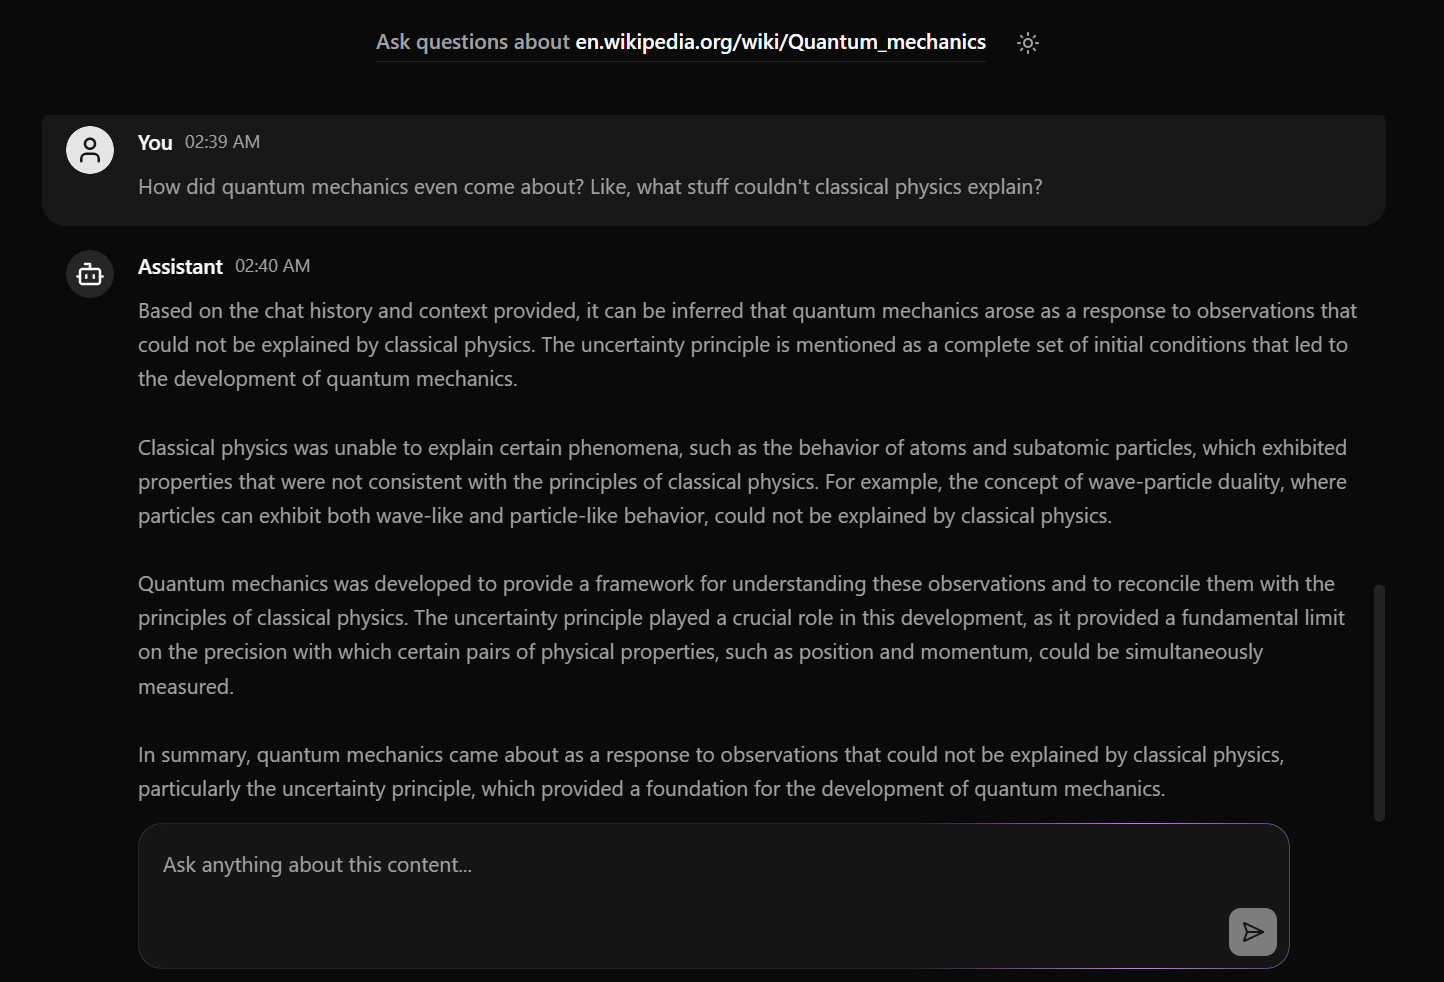 Ask questions about en.wikipedia.org/wiki/Quantum_mechanics
You 02:39 AM
How did quantum mechanics even come about? Like, what stuff couldn't classical physics explain?
Assistant 02:40 AM
Based on the chat history and context provided, it can be inferred that quantum mechanics arose as a response to observations that
could not be explained by classical physics. The uncertainty principle is mentioned as a complete set of initial conditions that led to
the development of quantum mechanics.
Classical physics was unable to explain certain phenomena, such as the behavior of atoms and subatomic particles, which exhibited
properties that were not consistent with the principles of classical physics. For example, the concept of wave-particle duality, where
particles can exhibit both wave-like and particle-like behavior, could not be explained by classical physics.
Quantum mechanics was developed to provide a framework for understanding these observations and to reconcile them with the
principles of classical physics. The uncertainty principle played a crucial role in this development, as it provided a fundamental limit
on the precision with which certain pairs of physical properties, such as position and momentum, could be simultaneously
measured.
In summary, quantum mechanics came about as a response to observations that could not be explained by classical physics,
particularly the uncertainty principle, which provided a foundation for the development of quantum mechanics.
Ask anything about this content...